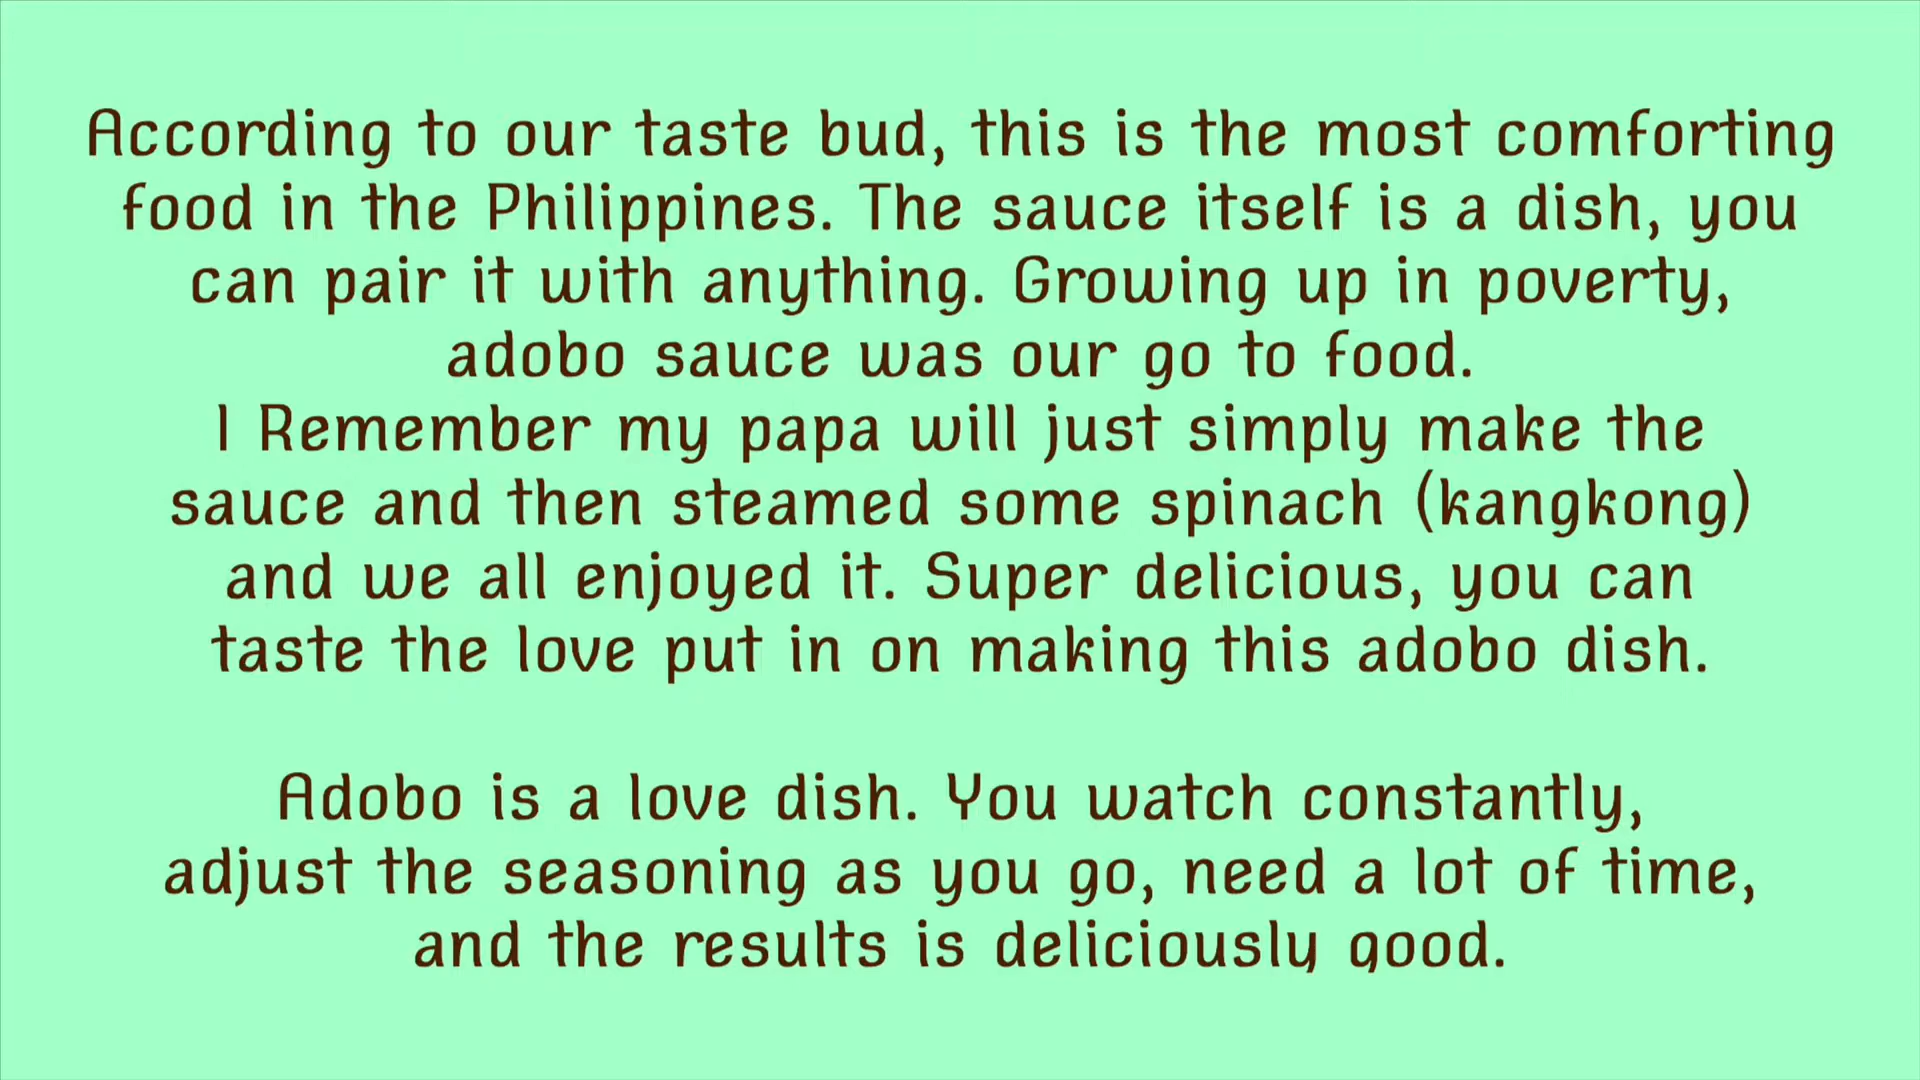 According to our taste bud, this is the most comforting
food in the Philippines. The sauce itself is a dish, you
can pair it with anything. Growing up in poverty,
adobo sauce was our go to food.
I Remember my papa will just simply make the
sauce and then steamed some spinach (kangkong)
and we all enjoyed it. Super delicious, you can
taste the love put in on making this adobo dish.
Adobo is a love dish. You watch constantly,
adjust the seasoning as you go, need a lot of time,
and the results is deliciously good.